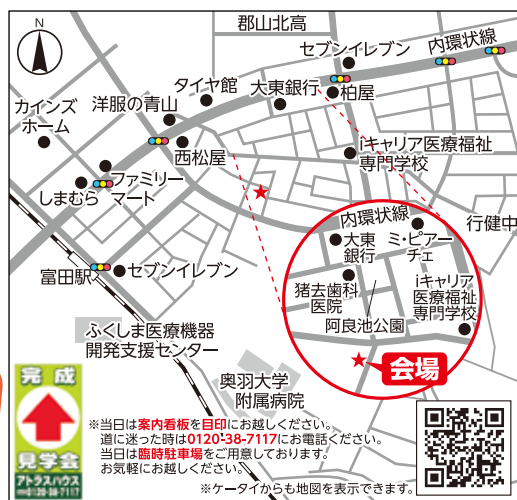 N
郡山北高
セブンイレブン
内環状線
タイヤ館
大東銀行
柏屋
カインズ
ホーム
洋服の青山
西松屋
iキャリア医療福祉
専門学校
ファミリー
マート
しまむら
内環状線
行健中
大東
銀行
ミ・ピアー
チェ
富田駅
セブンイレブン
猪去歯科
医院
iキャリア
医療福祉
専門学校
阿良池公園
ふくしま医療機器
開発支援センター
会場
奥羽大学
附属病院
完成
見学会
アトラスハウス
0120-38-7117
※当日は案内看板を目印にお越しください。
道に迷った時は0120-38-7117にお電話ください。
当日は臨時駐車場をご用意しております。
お気軽にお越しください。
※ケータイからも地図を表示できます。